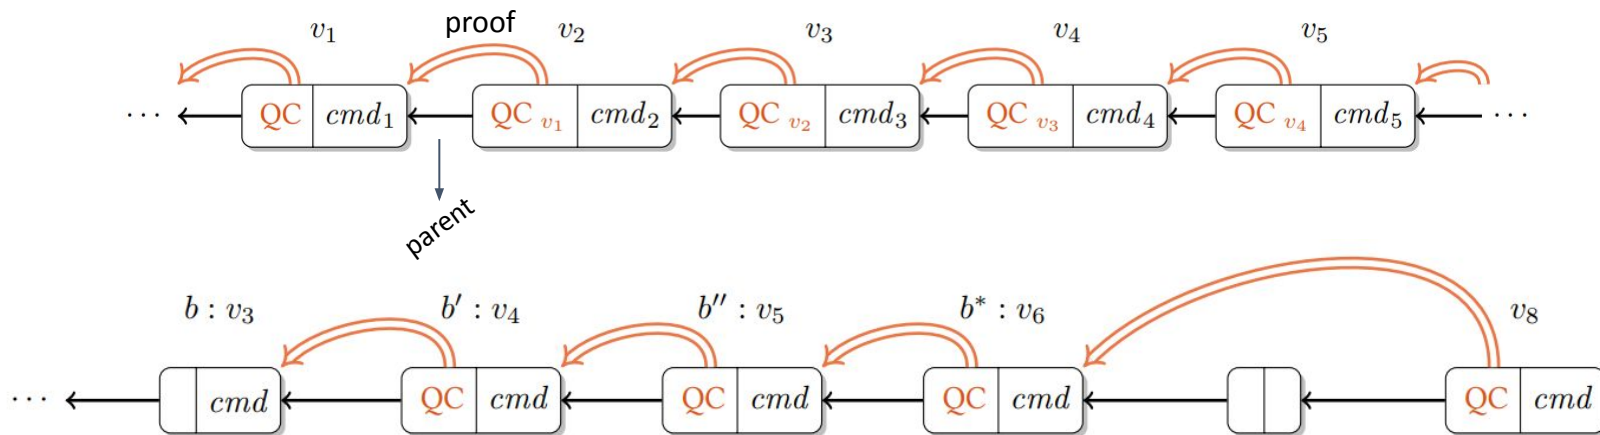 v₁ proof v₂ v₃ v₄ v₅
··· QC cmd₁ QC v₁ cmd₂ QC v₂ cmd₃ QC v₃ cmd₄ QC v₄ cmd₅ ···
parent
b : v₃ b′ : v₄ b″ : v₅ b* : v₆ v₈
··· cmd QC cmd QC cmd QC cmd QC cmd